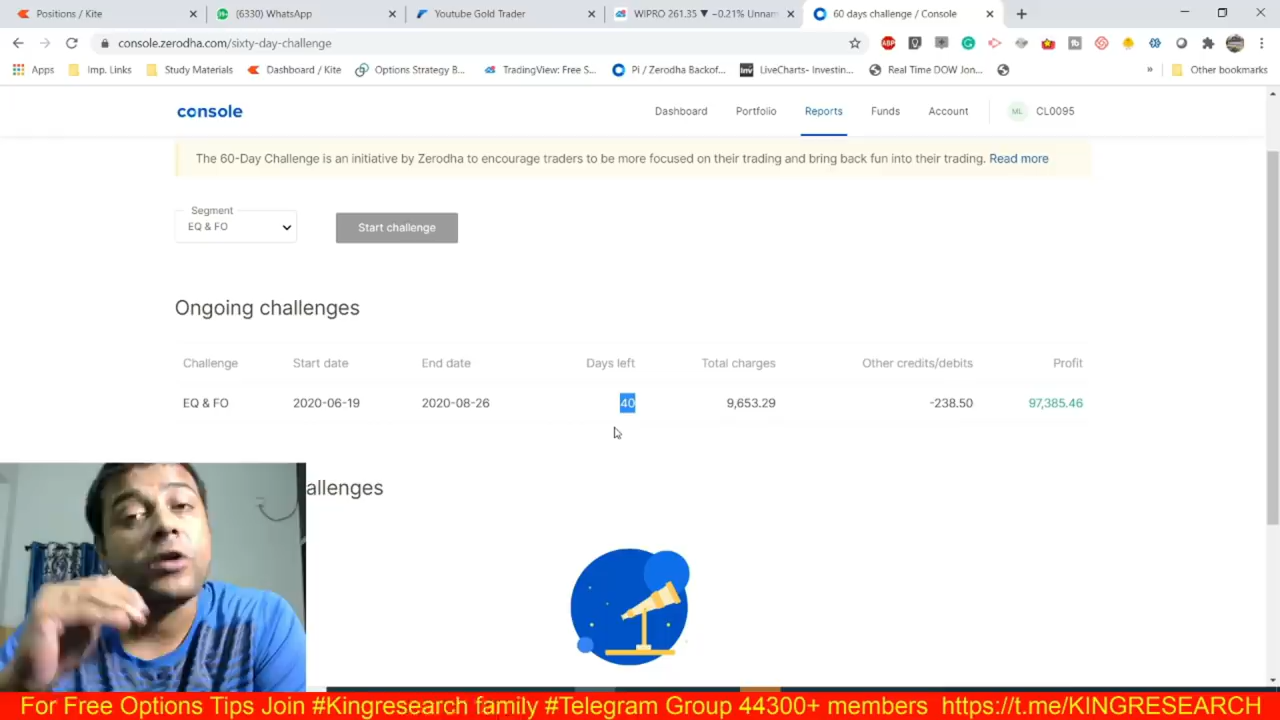 Positions / Kite
(6330) WhatsApp
Youtube Gold Trader
WIPRO 261.35 ▼ −0.21% Unnam
60 days challenge / Console
console.zerodha.com/sixty-day-challenge
Apps
Imp. Links
Study Materials
Dashboard / Kite
Options Strategy B...
TradingView: Free S...
Pi / Zerodha Backof...
LiveCharts- Investin...
Real Time DOW Jon...
Other bookmarks
console
Dashboard
Portfolio
Reports
Funds
Account
ML
CL0095
The 60-Day Challenge is an initiative by Zerodha to encourage traders to be more focused on their trading and bring back fun into their trading. Read more
Segment
EQ & FO
Start challenge
Ongoing challenges
Challenge Start date End date Days left Total charges Other credits/debits Profit
EQ & FO 2020-06-19 2020-08-26 40 9,653.29 -238.50 97,385.46
allenges
For Free Options Tips Join #Kingresearch family #Telegram Group 44300+ members https://t.me/KINGRESEARCH